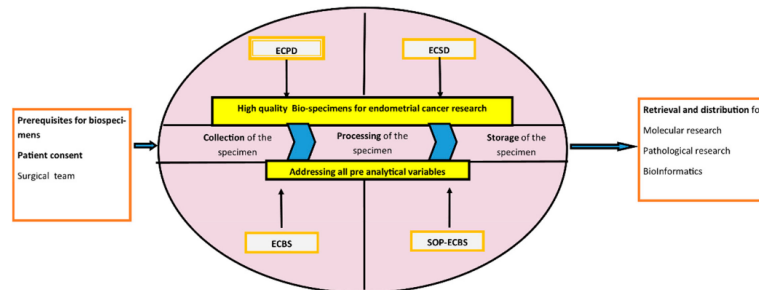 ECPD
ECSD
High quality Bio-specimens for endometrial cancer research
Prerequisites for biospeci-
mens
Patient consent
Surgical team
Collection of the
specimen
Processing of the
specimen
Storage of the
specimen
Addressing all pre analytical variables
ECBS
SOP-ECBS
Retrieval and distribution fo
Molecular research
Pathological research
BioInformatics